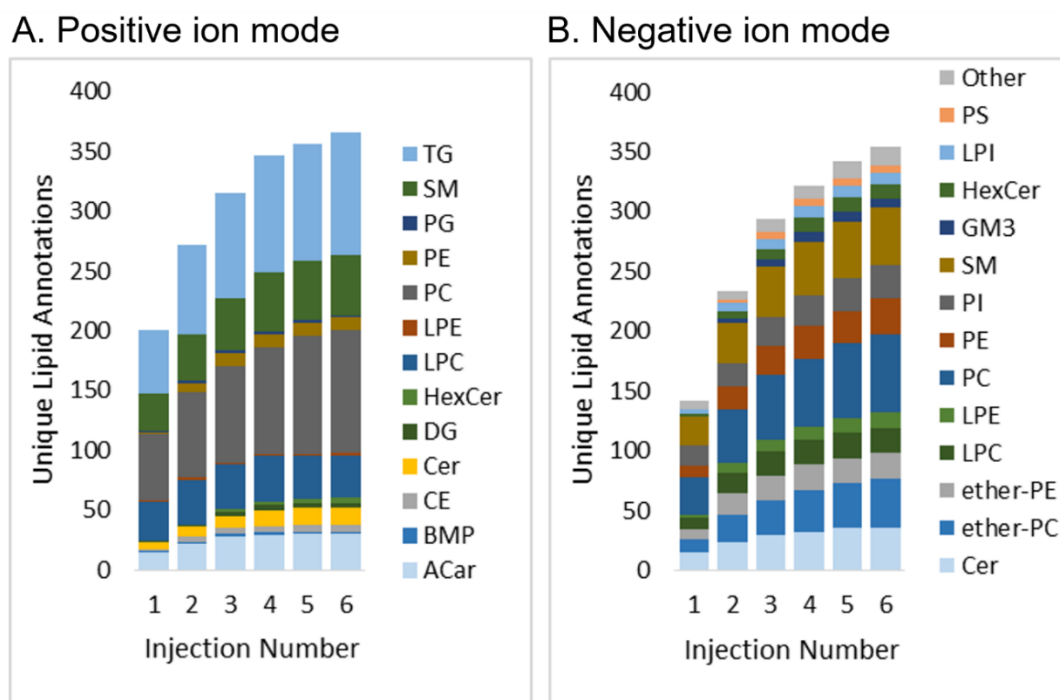 A. Positive ion mode
400
350
300
250
200
150
100
50
0
Unique Lipid Annotations
1 2 3 4 5 6
Injection Number
TG
SM
PG
PE
PC
LPE
LPC
HexCer
DG
Cer
CE
BMP
ACar
B. Negative ion mode
400
350
300
250
200
150
100
50
0
Unique Lipid Annotations
1 2 3 4 5 6
Injection Number
Other
PS
LPI
HexCer
GM3
SM
PI
PE
PC
LPE
LPC
ether-PE
ether-PC
Cer